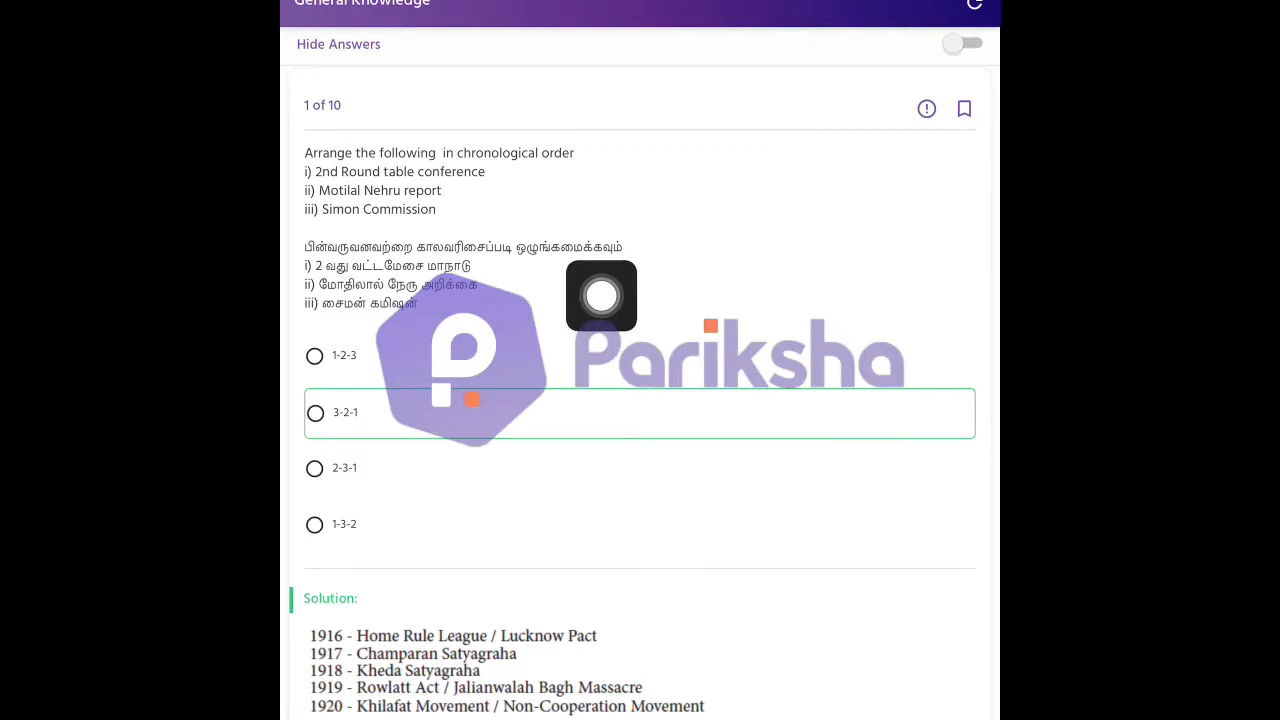 General Knowledge
Hide Answers
1 of 10
Arrange the following in chronological order
i) 2nd Round table conference
ii) Motilal Nehru report
iii) Simon Commission
பின்வருவனவற்றை காலவரிசைப்படி ஒழுங்கமைக்கவும்
i) 2 வது வட்டமேசை மாநாடு
ii) மோதிலால் நேரு அறிக்கை
iii) சைமன் கமிஷன்
Pariksha
1-2-3
3-2-1
2-3-1
1-3-2
Solution:
1916 - Home Rule League / Lucknow Pact
1917 - Champaran Satyagraha
1918 - Kheda Satyagraha
1919 - Rowlatt Act / Jalianwalah Bagh Massacre
1920 - Khilafat Movement / Non-Cooperation Movement